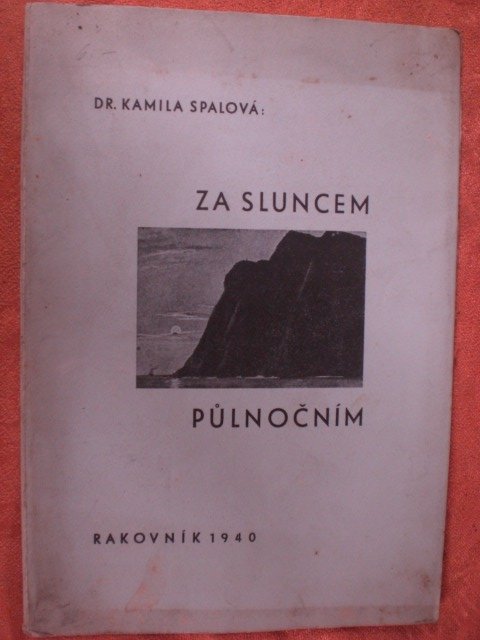 DR. KAMILA SPALOVÁ:
ZA SLUNCEM
PŮLNOČNÍM
RAKOVNÍK 1940